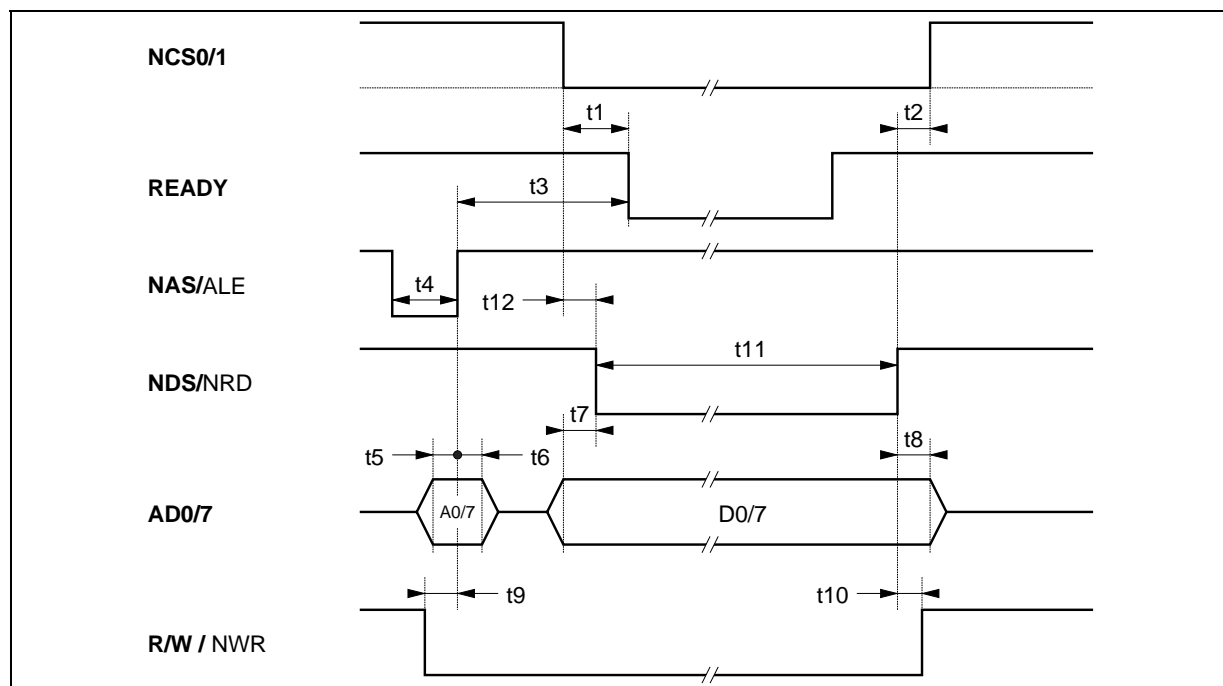 NCS0/1
t1
t2
READY
t3
NAS/ALE
t4
t12
NDS/NRD
t11
t7
t5
t6
t8
AD0/7
A0/7
D0/7
t9
t10
R/W / NWR